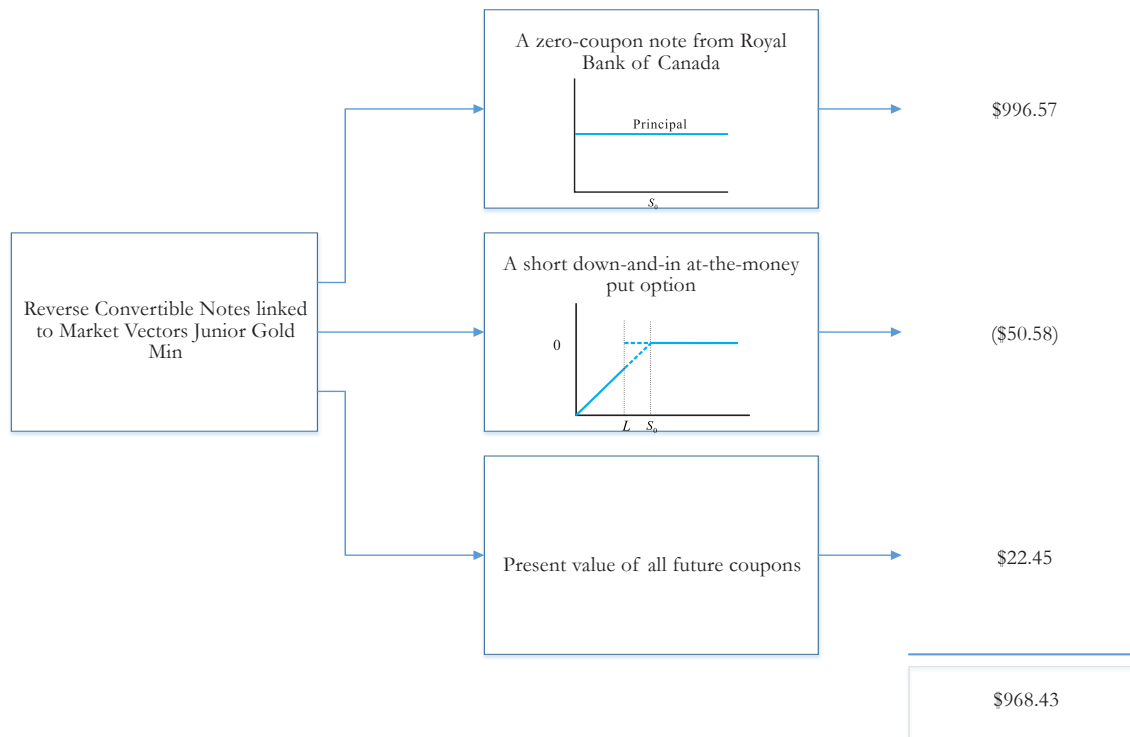 A zero-coupon note from Royal
Bank of Canada
Principal
S₀
$996.57
Reverse Convertible Notes linked
to Market Vectors Junior Gold
Min
A short down-and-in at-the-money
put option
0
L S₀
($50.58)
Present value of all future coupons
$22.45
$968.43